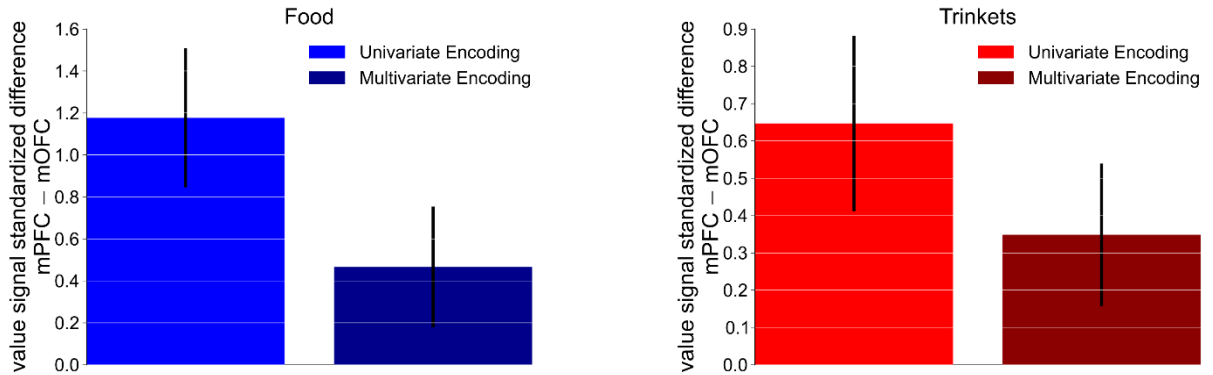 Food
value signal standardized difference
mPFC − mOFC
1.6
1.4
1.2
1.0
0.8
0.6
0.4
0.2
0.0
Univariate Encoding
Multivariate Encoding
Trinkets
value signal standardized difference
mPFC − mOFC
0.9
0.8
0.7
0.6
0.5
0.4
0.3
0.2
0.1
0.0
Univariate Encoding
Multivariate Encoding